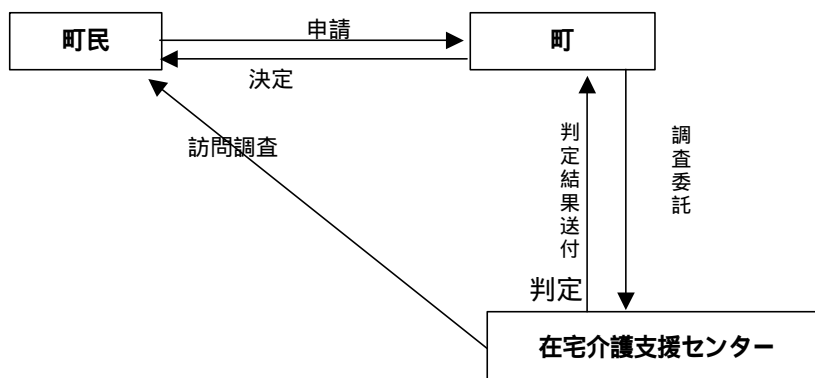 町民
申請
町
決定
訪問調査
判定結果送付
調査委託
判定
在宅介護支援センター